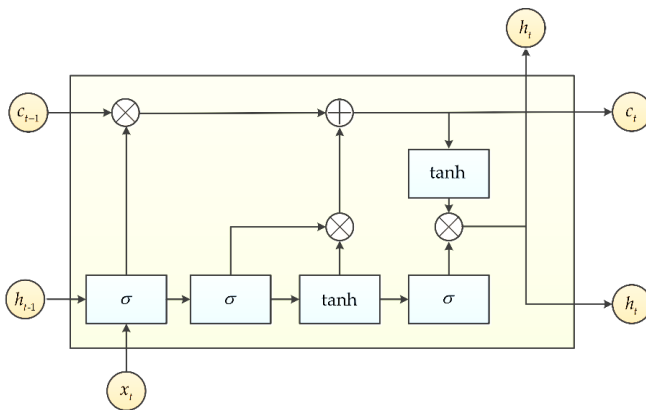 h_t
c_{t-1}
c_t
tanh
h_{t-1}
σ
σ
tanh
σ
h_t
x_t